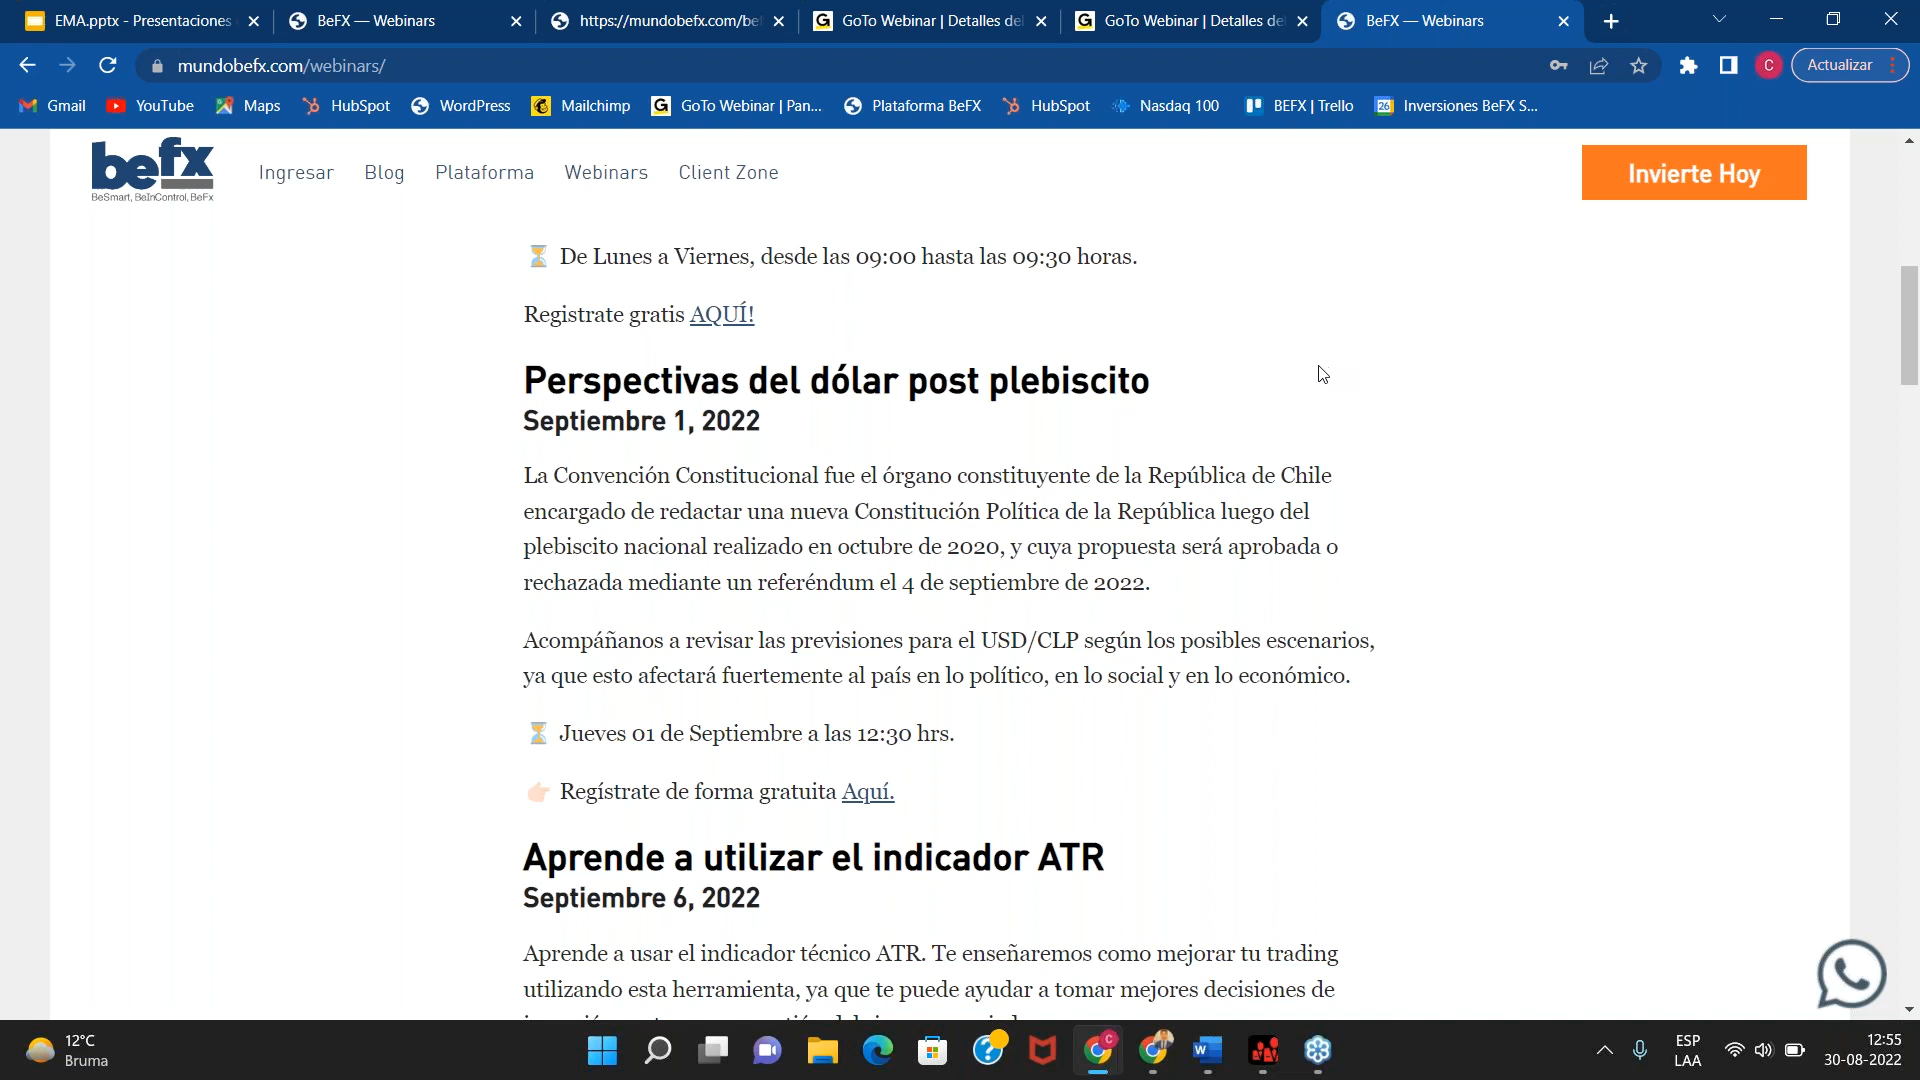 EMA.pptx - Presentaciones
BeFX — Webinars
https://mundobefx.com/be
GoTo Webinar | Detalles de
GoTo Webinar | Detalles de
BeFX — Webinars
mundobefx.com/webinars/
C
Actualizar
Gmail
YouTube
Maps
HubSpot
WordPress
Mailchimp
GoTo Webinar | Pan...
Plataforma BeFX
HubSpot
Nasdaq 100
BEFX | Trello
26
Inversiones BeFX S...
befx
BeSmart, BeInControl, BeFx
Ingresar
Blog
Plataforma
Webinars
Client Zone
Invierte Hoy
De Lunes a Viernes, desde las 09:00 hasta las 09:30 horas.
Registrate gratis AQUÍ!
Perspectivas del dólar post plebiscito
Septiembre 1, 2022
La Convención Constitucional fue el órgano constituyente de la República de Chile
encargado de redactar una nueva Constitución Política de la República luego del
plebiscito nacional realizado en octubre de 2020, y cuya propuesta será aprobada o
rechazada mediante un referéndum el 4 de septiembre de 2022.
Acompáñanos a revisar las previsiones para el USD/CLP según los posibles escenarios,
ya que esto afectará fuertemente al país en lo político, en lo social y en lo económico.
Jueves 01 de Septiembre a las 12:30 hrs.
Regístrate de forma gratuita Aquí.
Aprende a utilizar el indicador ATR
Septiembre 6, 2022
Aprende a usar el indicador técnico ATR. Te enseñaremos como mejorar tu trading
utilizando esta herramienta, ya que te puede ayudar a tomar mejores decisiones de
12°C
Bruma
ESP
LAA
12:55
30-08-2022